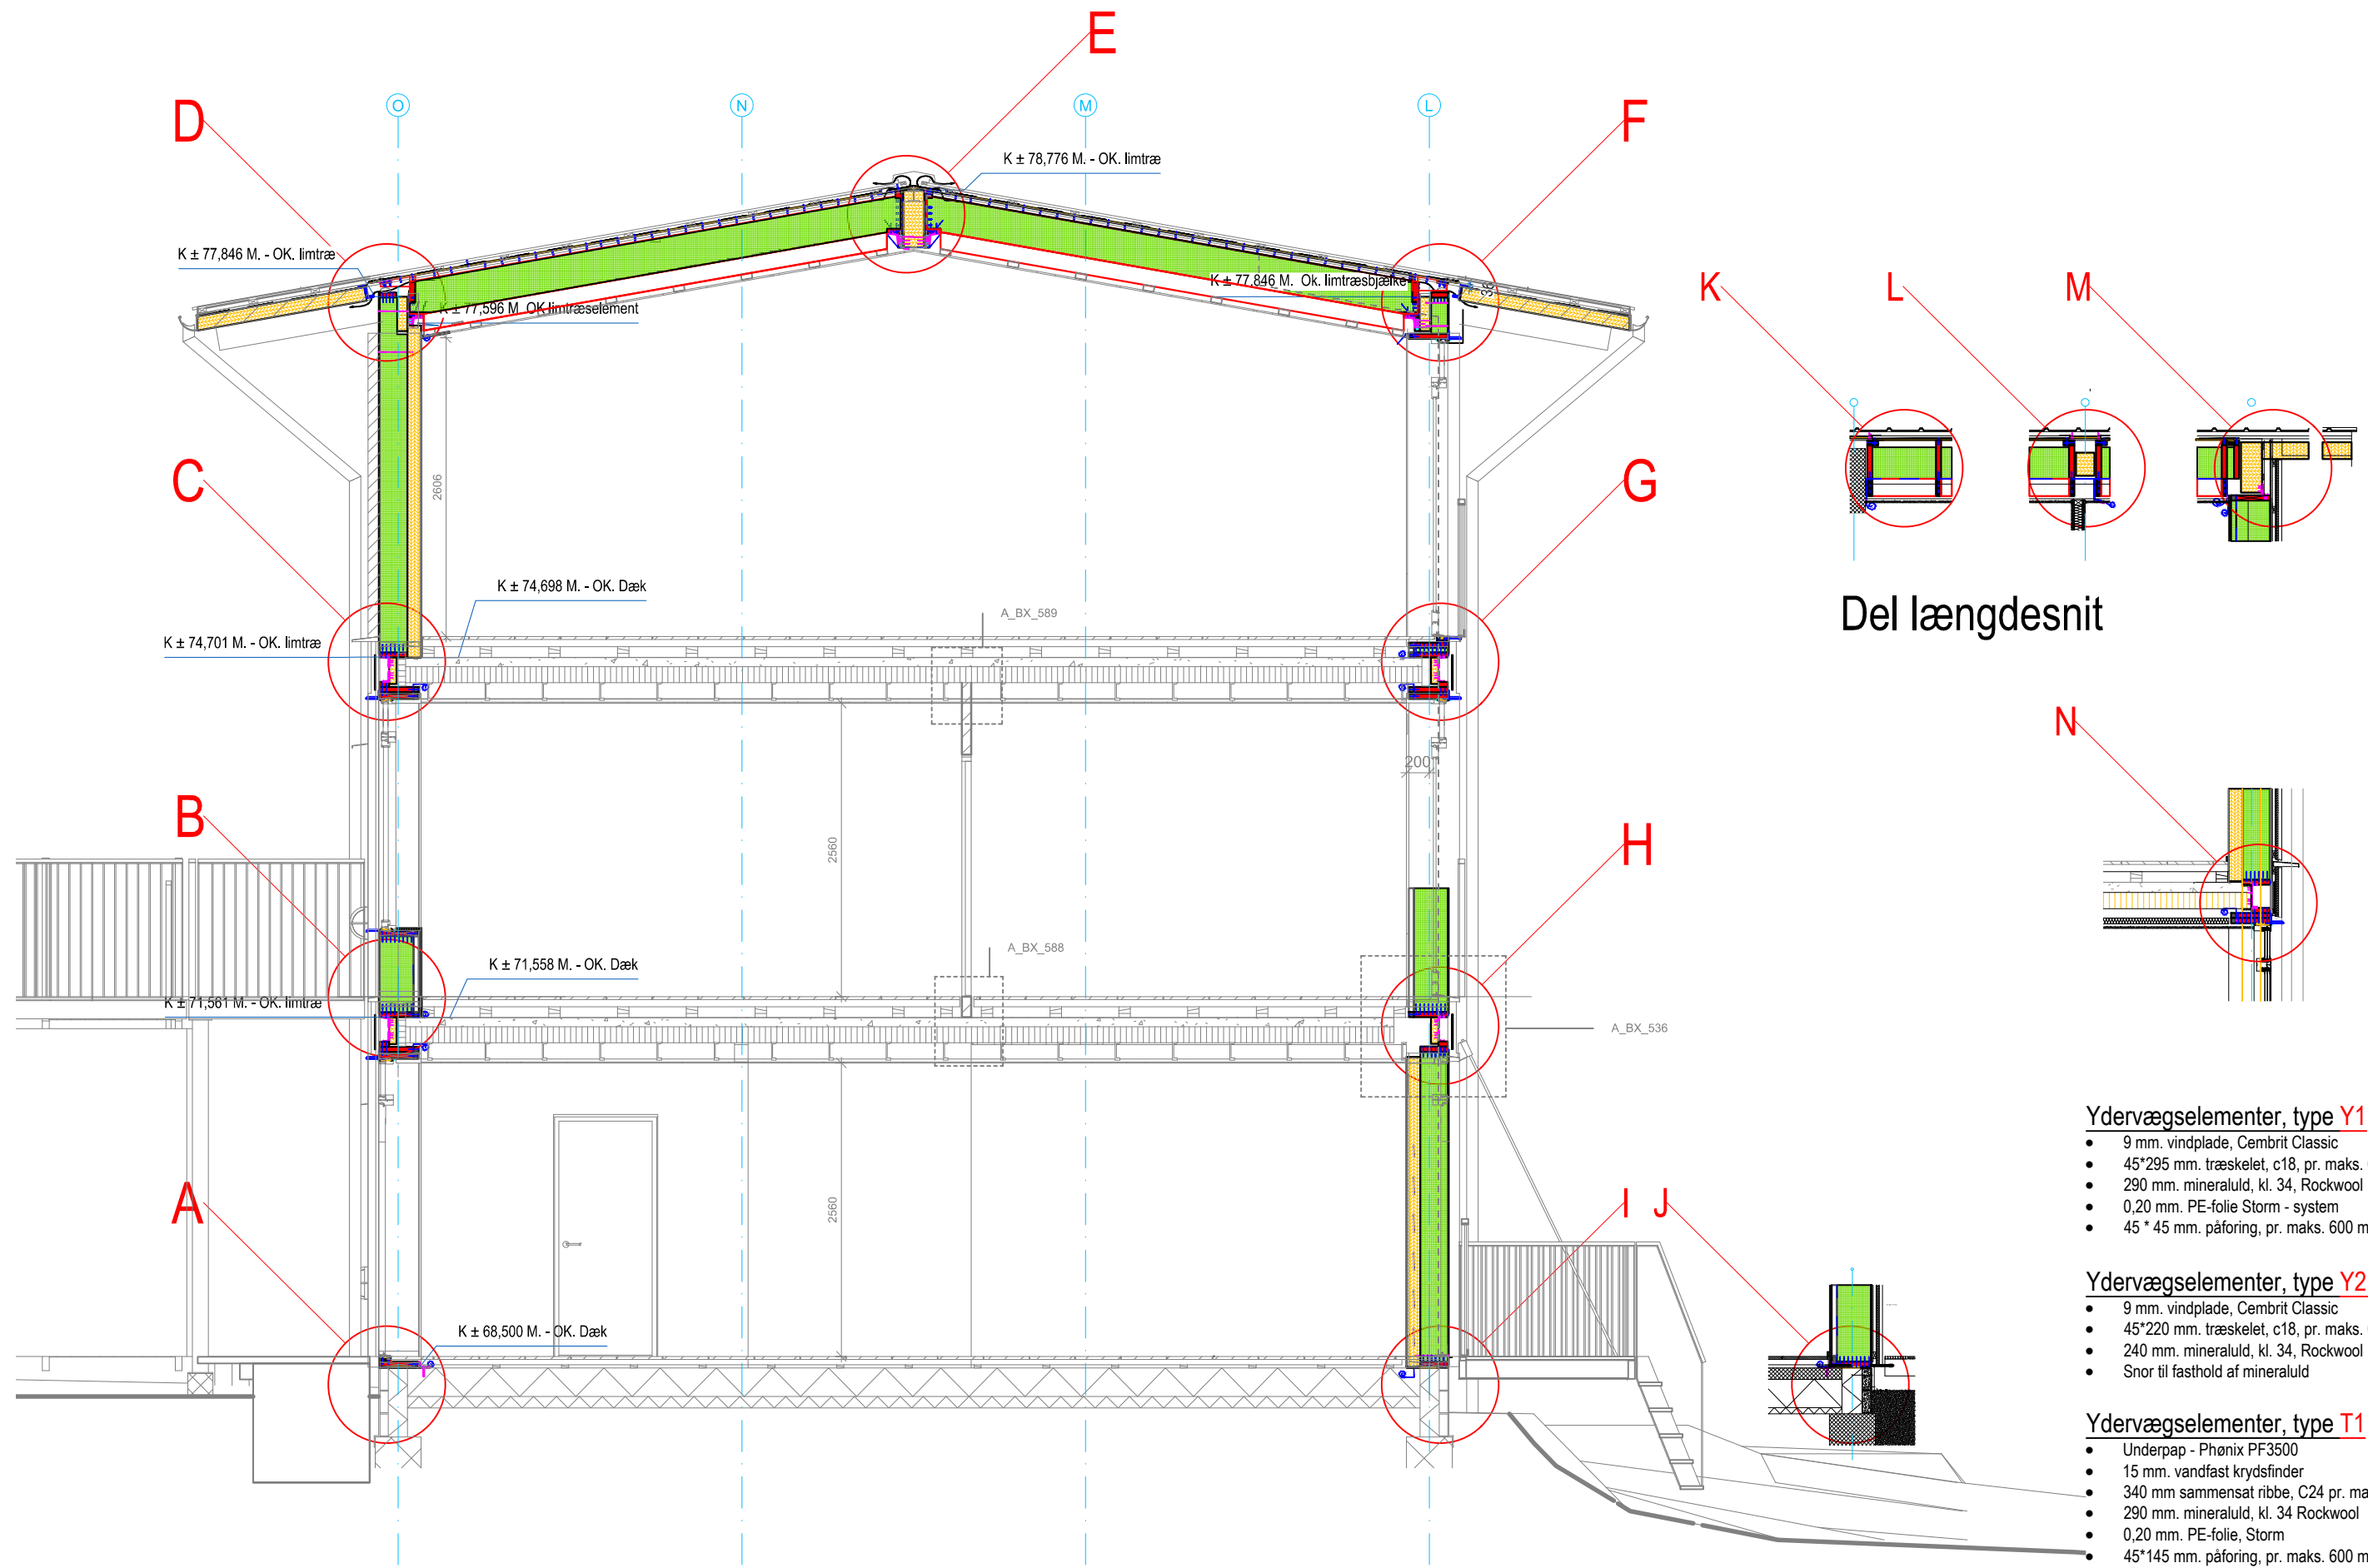 E
D
F
O
N
M
L
K ± 78,776 M. - OK. limtræ
K ± 77,846 M. - OK. limtræ
K ± 77,846 M. Ok. limtræsbjælke
K ± 77,596 M OK limtræselement
K
L
M
C
G
2606
K ± 74,698 M. - OK. Dæk
A_BX_589
K ± 74,701 M. - OK. limtræ
Del længdesnit
N
200
B
H
2560
A_BX_588
K ± 71,558 M. - OK. Dæk
K ± 71,561 M. - OK. limtræ
A_BX_536
A
I
J
2560
K ± 68,500 M. - OK. Dæk
Ydervægselementer, type Y1
• 9 mm. vindplade, Cembrit Classic
• 45*295 mm. træskelet, c18, pr. maks.
• 290 mm. mineraluld, kl. 34, Rockwool
• 0,20 mm. PE-folie Storm - system
• 45 * 45 mm. påforing, pr. maks. 600 m
Ydervægselementer, type Y2
• 9 mm. vindplade, Cembrit Classic
• 45*220 mm. træskelet, c18, pr. maks.
• 240 mm. mineraluld, kl. 34, Rockwool
• Snor til fasthold af mineraluld
Ydervægselementer, type T1
• Underpap - Phønix PF3500
• 15 mm. vandfast krydsfinder
• 340 mm sammensat ribbe, C24 pr. ma
• 290 mm. mineraluld, kl. 34 Rockwool
• 0,20 mm. PE-folie, Storm
• 45*145 mm. påforing, pr. maks. 600 m